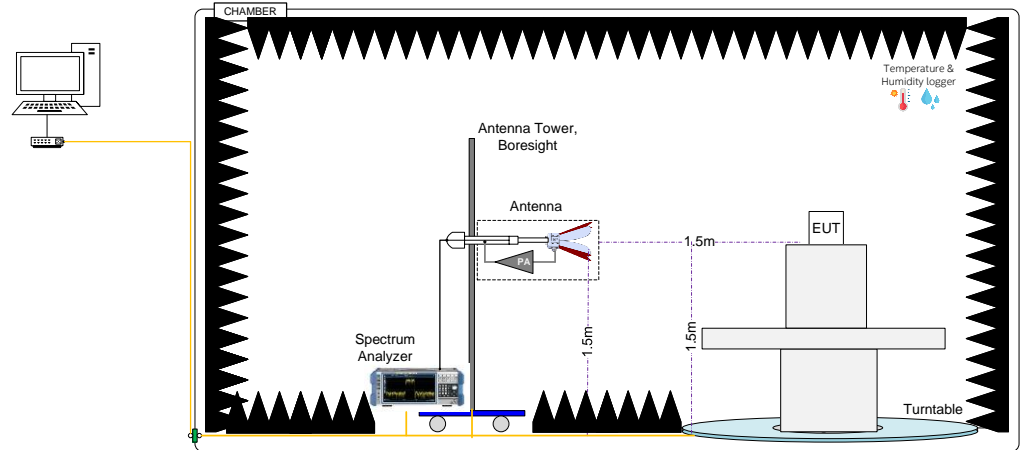 CHAMBER
Temperature &
Humidity logger
Antenna Tower,
Boresight
Antenna
EUT
1.5m
PA
1.5m
1.5m
Spectrum
Analyzer
Turntable